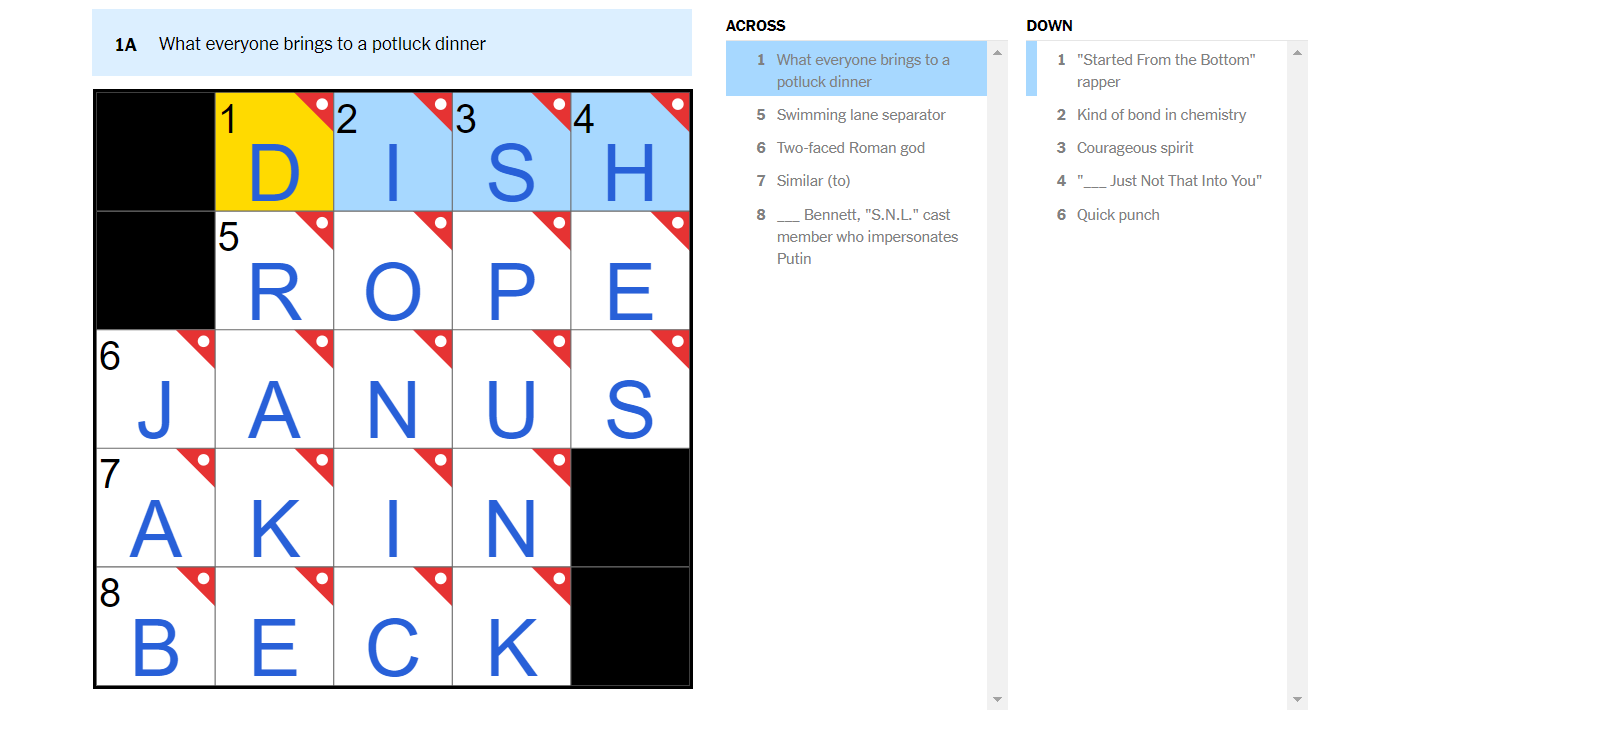 1A What everyone brings to a potluck dinner
1 D 2 I 3 S 4 H
5 R O P E
6 J A N U S
7 A K I N
8 B E C K
ACROSS
1 What everyone brings to a
potluck dinner
5 Swimming lane separator
6 Two-faced Roman god
7 Similar (to)
8 ___ Bennett, "S.N.L." cast
member who impersonates
Putin
DOWN
1 "Started From the Bottom"
rapper
2 Kind of bond in chemistry
3 Courageous spirit
4 "___ Just Not That Into You"
6 Quick punch